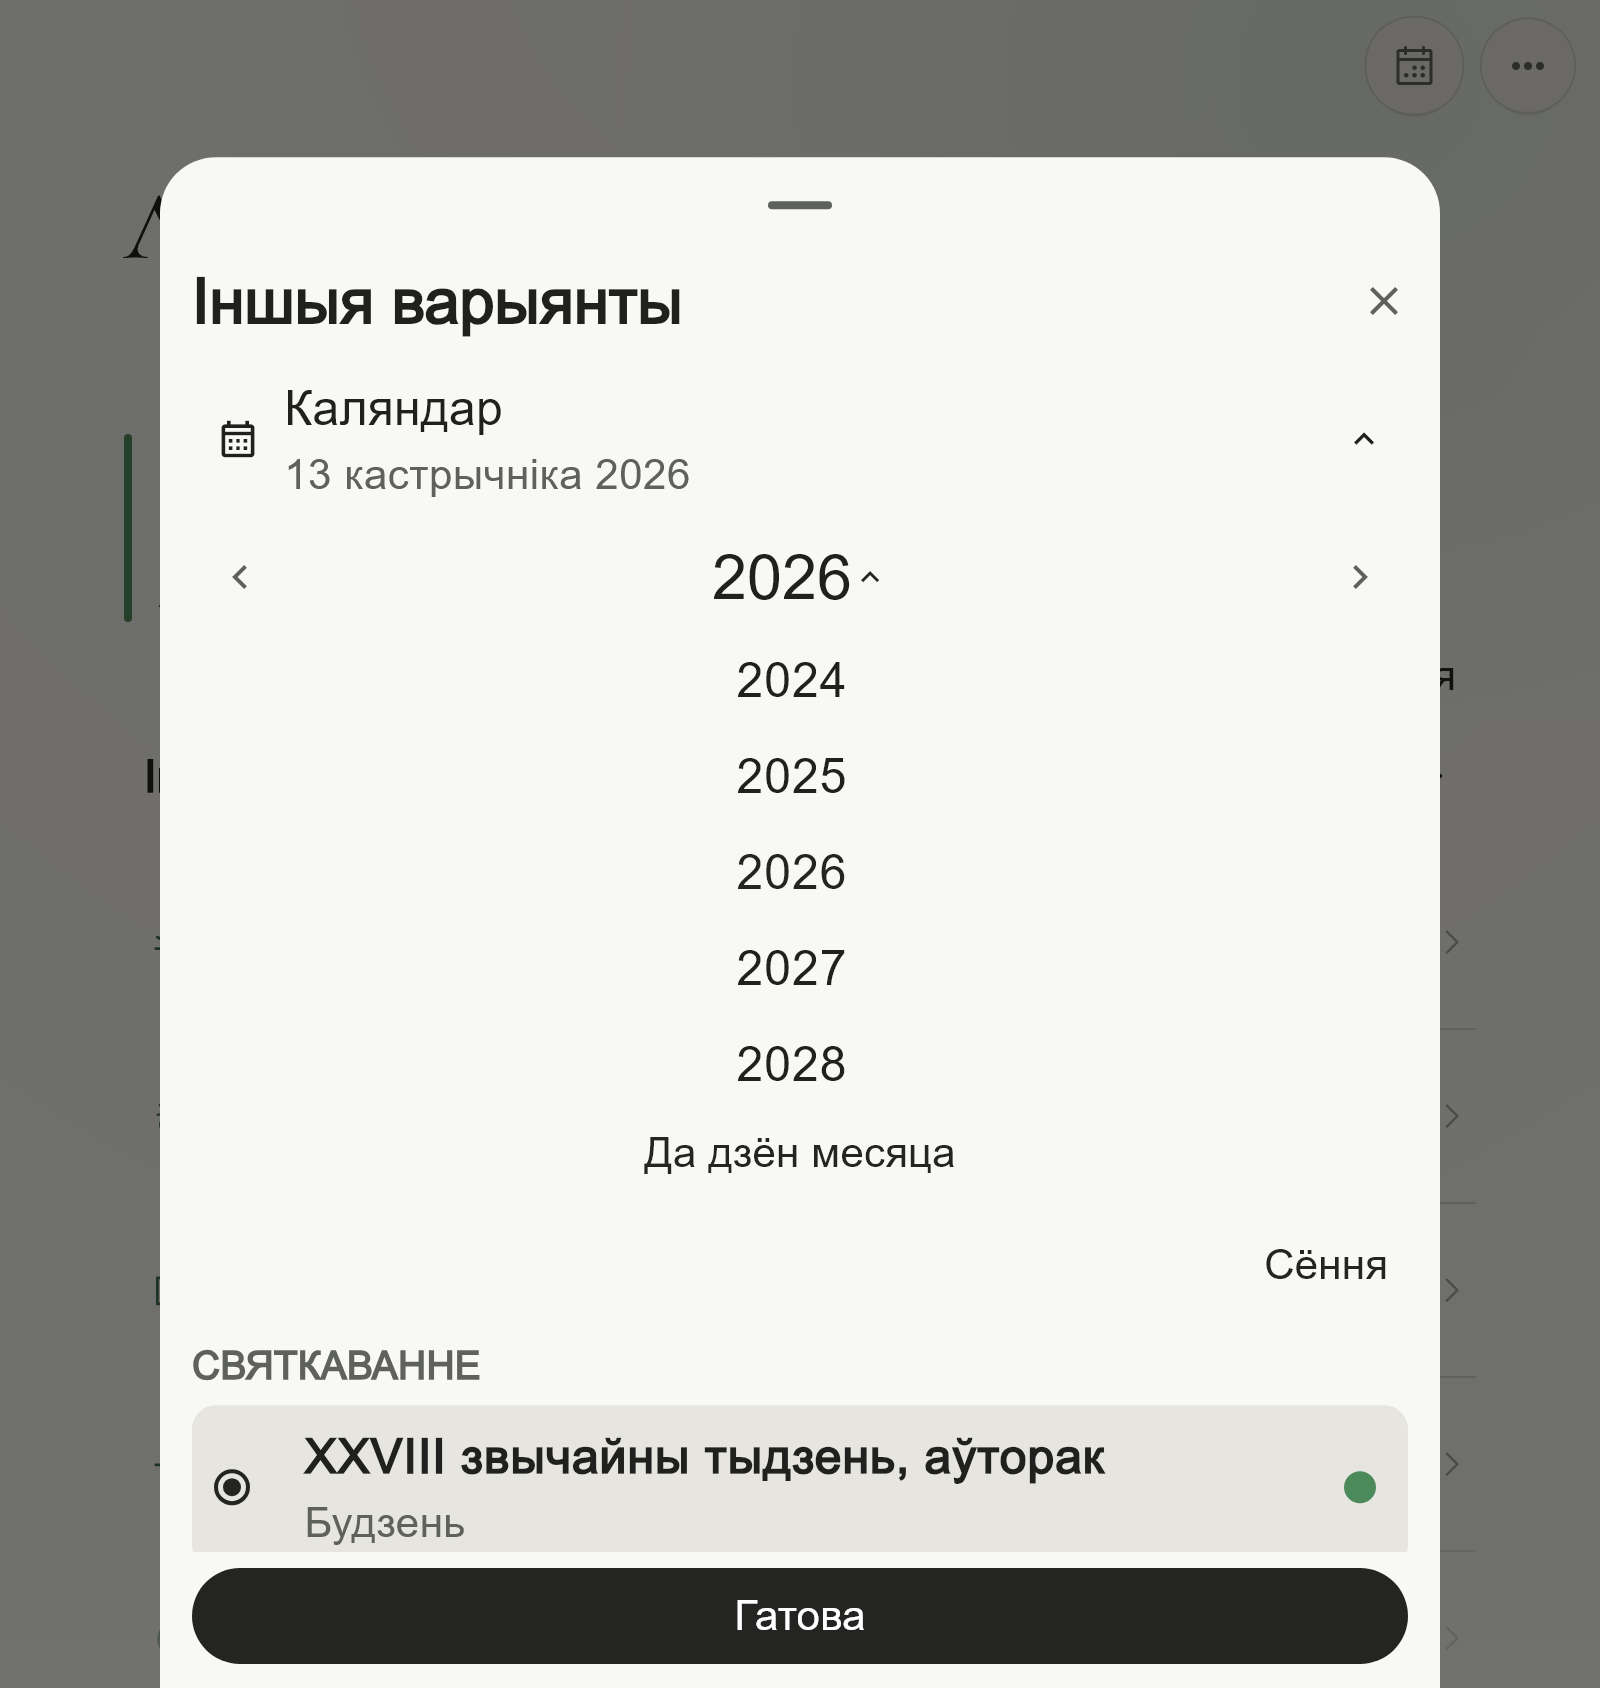 Іншыя варыянты
Каляндар
13 кастрычніка 2026
2026
2024
2025
2026
2027
2028
Да дзён месяца
Сёння
СВЯТКАВАННЕ
XXVIII звычайны тыдзень, аўторак
Будзень
Гатова